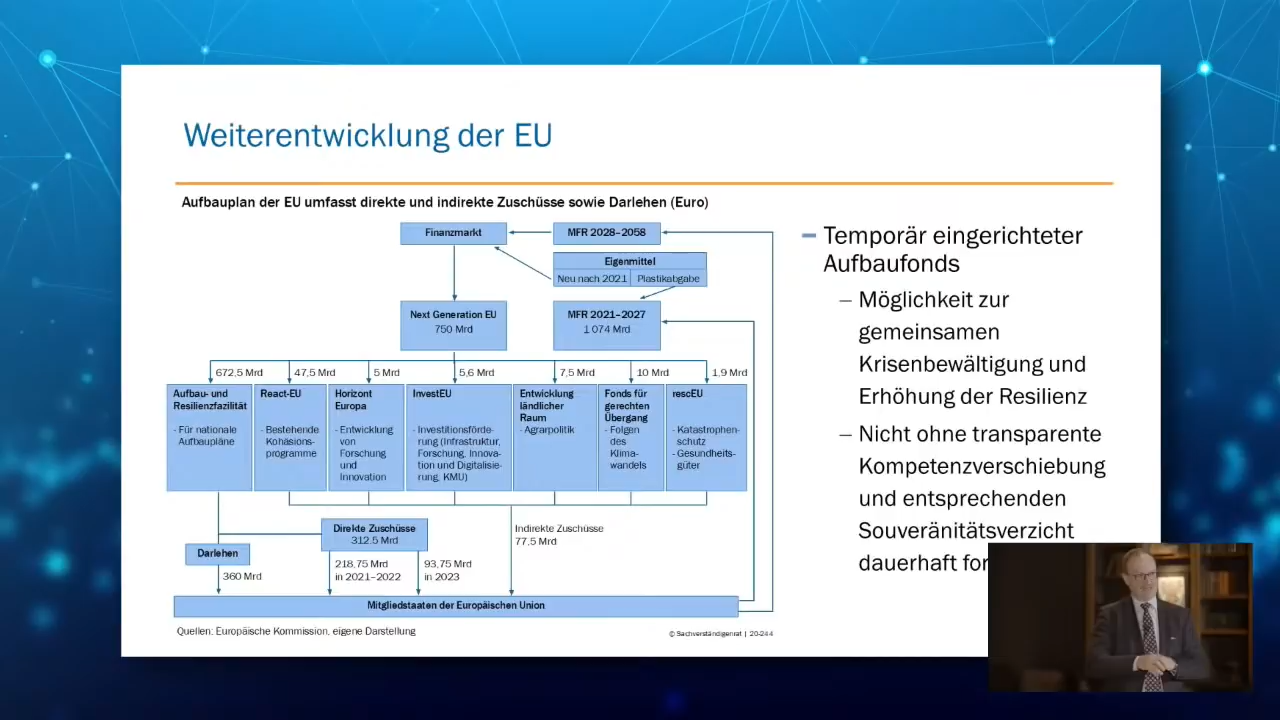 Weiterentwicklung der EU
Aufbauplan der EU umfasst direkte und indirekte Zuschüsse sowie Darlehen (Euro)
Finanzmarkt
MFR 2028–2058
Eigenmittel
Neu nach 2021
Plastikabgabe
Next Generation EU
750 Mrd
MFR 2021–2027
1 074 Mrd
672,5 Mrd
47,5 Mrd
5 Mrd
5,6 Mrd
7,5 Mrd
10 Mrd
1,9 Mrd
Aufbau- und
Resilienzfazilität
- Für nationale
Aufbaupläne
React-EU
- Bestehende
Kohäsions-
programme
Horizont
Europa
- Entwicklung
von
Forschung
und
Innovation
InvestEU
- Investitionsförde-
rung (Infrastruktur,
Forschung, Innova-
tion und Digitalisie-
rung, KMU)
Entwicklung
ländlicher
Raum
- Agrarpolitik
Fonds für
gerechten
Übergang
- Folgen
des
Klima-
wandels
rescEU
- Katastrophen-
schutz
- Gesundheits-
güter
Direkte Zuschüsse
312,5 Mrd
Indirekte Zuschüsse
77,5 Mrd
Darlehen
360 Mrd
218,75 Mrd
in 2021–2022
93,75 Mrd
in 2023
Mitgliedstaaten der Europäischen Union
Quellen: Europäische Kommission, eigene Darstellung
© Sachverständigenrat | 20-244
– Temporär eingerichteter
Aufbaufonds
– Möglichkeit zur
gemeinsamen
Krisenbewältigung und
Erhöhung der Resilienz
– Nicht ohne transparente
Kompetenzverschiebung
und entsprechenden
Souveränitätsverzicht
dauerhaft